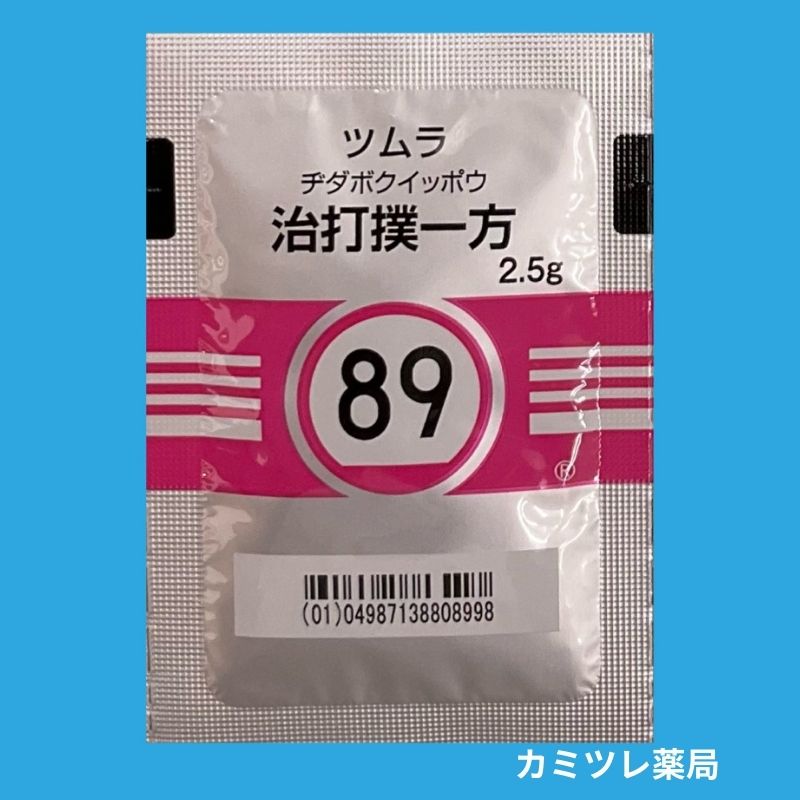 ツムラ
ヂダボクイッポウ
治打撲一方
2.5g
89
®
(01)04987138808998
カミツレ薬局